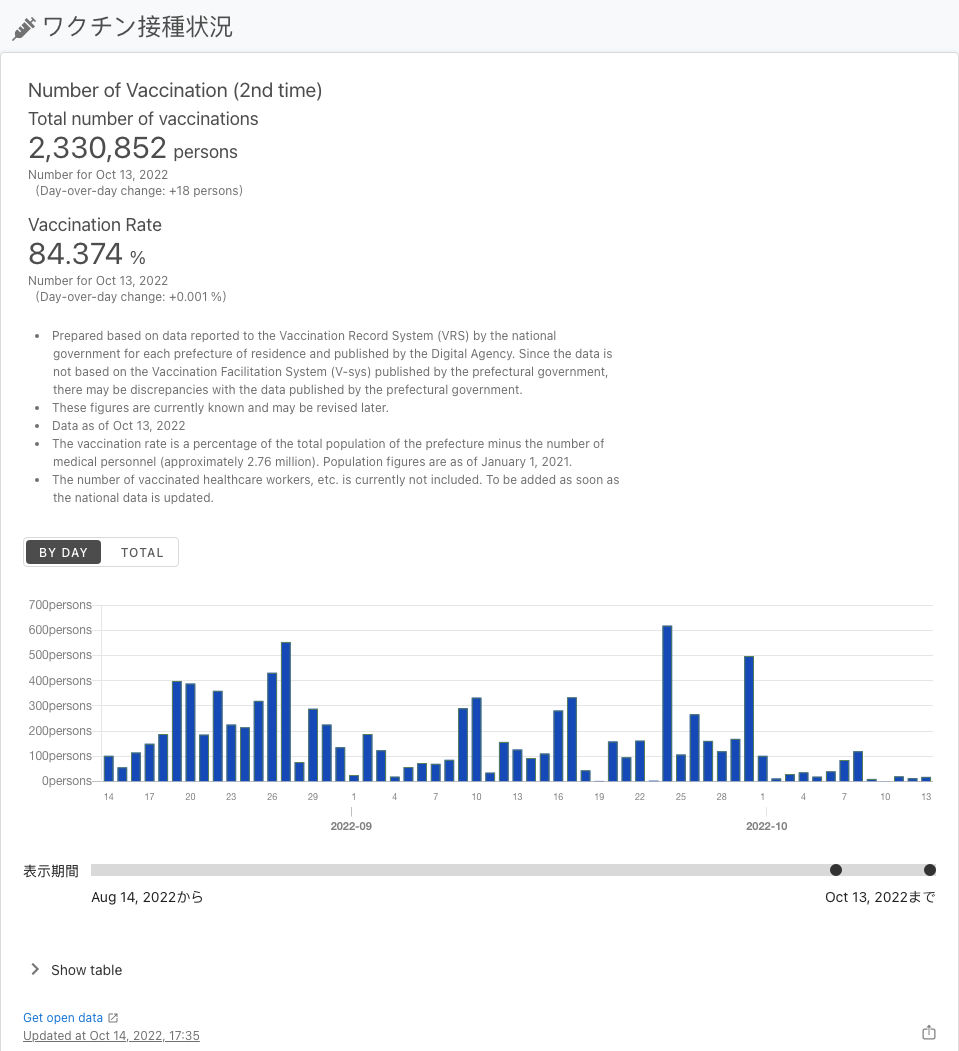 ワクチン接種状況
Number of Vaccination (2nd time)
Total number of vaccinations
2,330,852 persons
Number for Oct 13, 2022
(Day-over-day change: +18 persons)
Vaccination Rate
84.374 %
Number for Oct 13, 2022
(Day-over-day change: +0.001 %)
• Prepared based on data reported to the Vaccination Record System (VRS) by the national
government for each prefecture of residence and published by the Digital Agency. Since the data is
not based on the Vaccination Facilitation System (V-sys) published by the prefectural government,
there may be discrepancies with the data published by the prefectural government.
• These figures are currently known and may be revised later.
• Data as of Oct 13, 2022
• The vaccination rate is a percentage of the total population of the prefecture minus the number of
medical personnel (approximately 2.76 million). Population figures are as of January 1, 2021.
• The number of vaccinated healthcare workers, etc. is currently not included. To be added as soon as
the national data is updated.
BY DAY TOTAL
700persons
600persons
500persons
400persons
300persons
200persons
100persons
0persons
14 17 20 23 26 29 1 4 7 10 13 16 19 22 25 28 1 4 7 10 13
2022-09 2022-10
表示期間
Aug 14, 2022から Oct 13, 2022まで
Show table
Get open data
Updated at Oct 14, 2022, 17:35